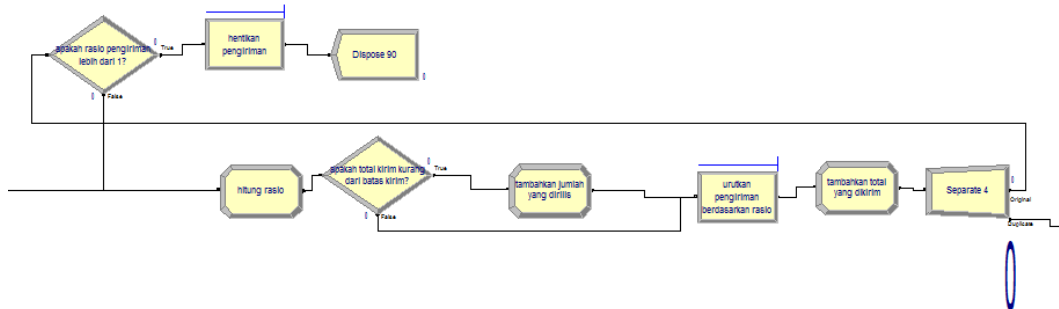 apakah rasio pengiriman
lebih dari 1?
True
False
hentikan
pengiriman
Dispose 90
hitung rasio
apakah total kirim kurang
dari batas kirim?
True
False
tambahkan jumlah
yang dirilis
urutkan
pengiriman
berdasarkan rasio
tambahkan total
yang dikirim
Separate 4
Original
Duplicate